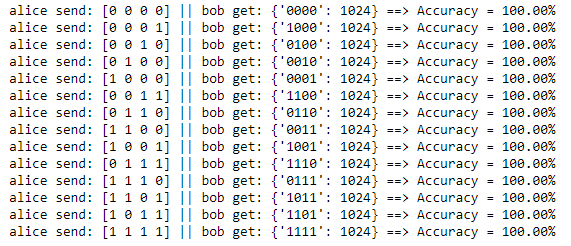 alice send: [0 0 0 0] || bob get: {'0000': 1024} ==> Accuracy = 100.00%
alice send: [0 0 0 1] || bob get: {'1000': 1024} ==> Accuracy = 100.00%
alice send: [0 0 1 0] || bob get: {'0100': 1024} ==> Accuracy = 100.00%
alice send: [0 1 0 0] || bob get: {'0010': 1024} ==> Accuracy = 100.00%
alice send: [1 0 0 0] || bob get: {'0001': 1024} ==> Accuracy = 100.00%
alice send: [0 0 1 1] || bob get: {'1100': 1024} ==> Accuracy = 100.00%
alice send: [0 1 1 0] || bob get: {'0110': 1024} ==> Accuracy = 100.00%
alice send: [1 1 0 0] || bob get: {'0011': 1024} ==> Accuracy = 100.00%
alice send: [1 0 0 1] || bob get: {'1001': 1024} ==> Accuracy = 100.00%
alice send: [0 1 1 1] || bob get: {'1110': 1024} ==> Accuracy = 100.00%
alice send: [1 1 1 0] || bob get: {'0111': 1024} ==> Accuracy = 100.00%
alice send: [1 1 0 1] || bob get: {'1011': 1024} ==> Accuracy = 100.00%
alice send: [1 0 1 1] || bob get: {'1101': 1024} ==> Accuracy = 100.00%
alice send: [1 1 1 1] || bob get: {'1111': 1024} ==> Accuracy = 100.00%